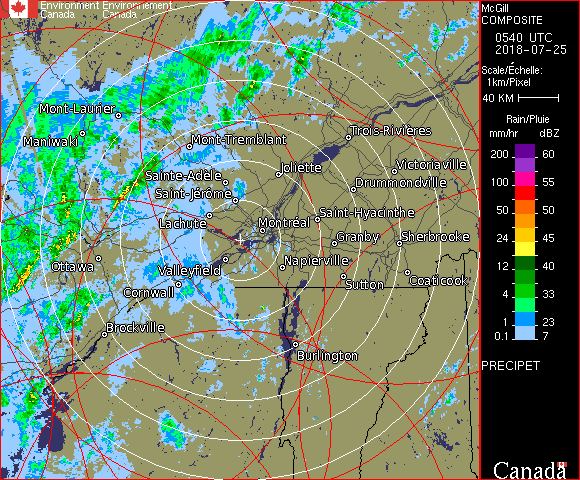 Environment Environnement
Canada Canada
McGill
COMPOSITE
0540 UTC
2018-07-25
Scale/Échelle:
1km/Pixel
40 KM
Rain/Pluie
mm/hr dBZ
200 60
100 55
50 50
24 45
12 40
4 33
1 23
0.1 7
PRECIPET
Canada
Mont-Laurier
Maniwaki
Mont-Tremblant
Trois-Rivières
Victoriaville
Joliette
Sainte-Adèle
Drummondville
Saint-Jérôme
Saint-Hyacinthe
Lachute
Montréal
Granby
Sherbrooke
Ottawa
Napierville
Valleyfield
Sutton
Coaticook
Cornwall
Brockville
Burlington